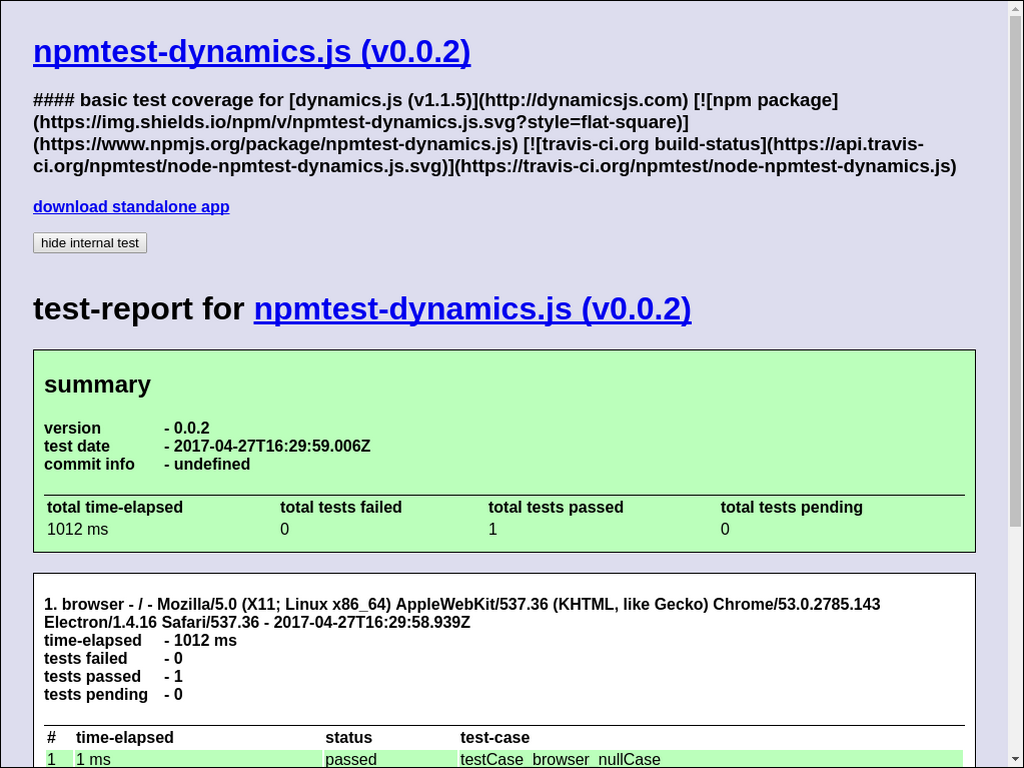 npmtest-dynamics.js (v0.0.2)
#### basic test coverage for [dynamics.js (v1.1.5)](http://dynamicsjs.com) [![npm package]
(https://img.shields.io/npm/v/npmtest-dynamics.js.svg?style=flat-square)]
(https://www.npmjs.org/package/npmtest-dynamics.js) [![travis-ci.org build-status](https://api.travis-
ci.org/npmtest/node-npmtest-dynamics.js.svg)](https://travis-ci.org/npmtest/node-npmtest-dynamics.js)
download standalone app
hide internal test
test-report for npmtest-dynamics.js (v0.0.2)
summary
version - 0.0.2
test date - 2017-04-27T16:29:59.006Z
commit info - undefined
total time-elapsed total tests failed total tests passed total tests pending
1012 ms 0 1 0
1. browser - / - Mozilla/5.0 (X11; Linux x86_64) AppleWebKit/537.36 (KHTML, like Gecko) Chrome/53.0.2785.143
Electron/1.4.16 Safari/537.36 - 2017-04-27T16:29:58.939Z
time-elapsed - 1012 ms
tests failed - 0
tests passed - 1
tests pending - 0
# time-elapsed status test-case
1 1 ms passed testCase_browser_nullCase